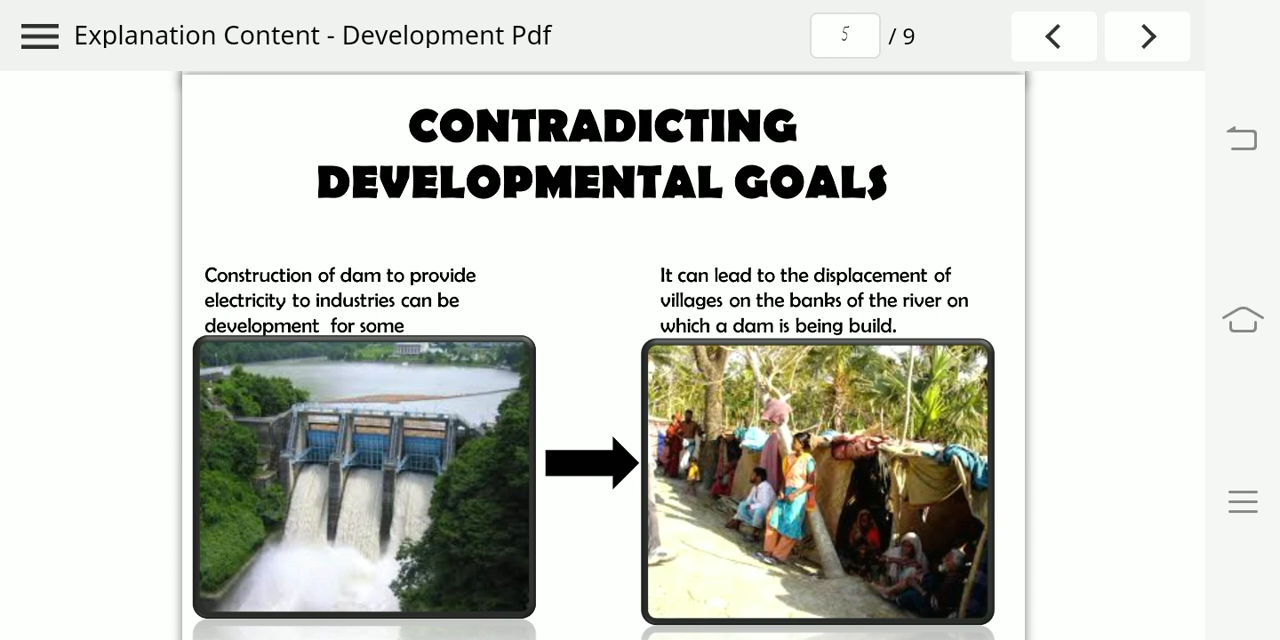 Explanation Content - Development Pdf
5 / 9
CONTRADICTING
DEVELOPMENTAL GOALS
Construction of dam to provide
electricity to industries can be
development for some
It can lead to the displacement of
villages on the banks of the river on
which a dam is being build.